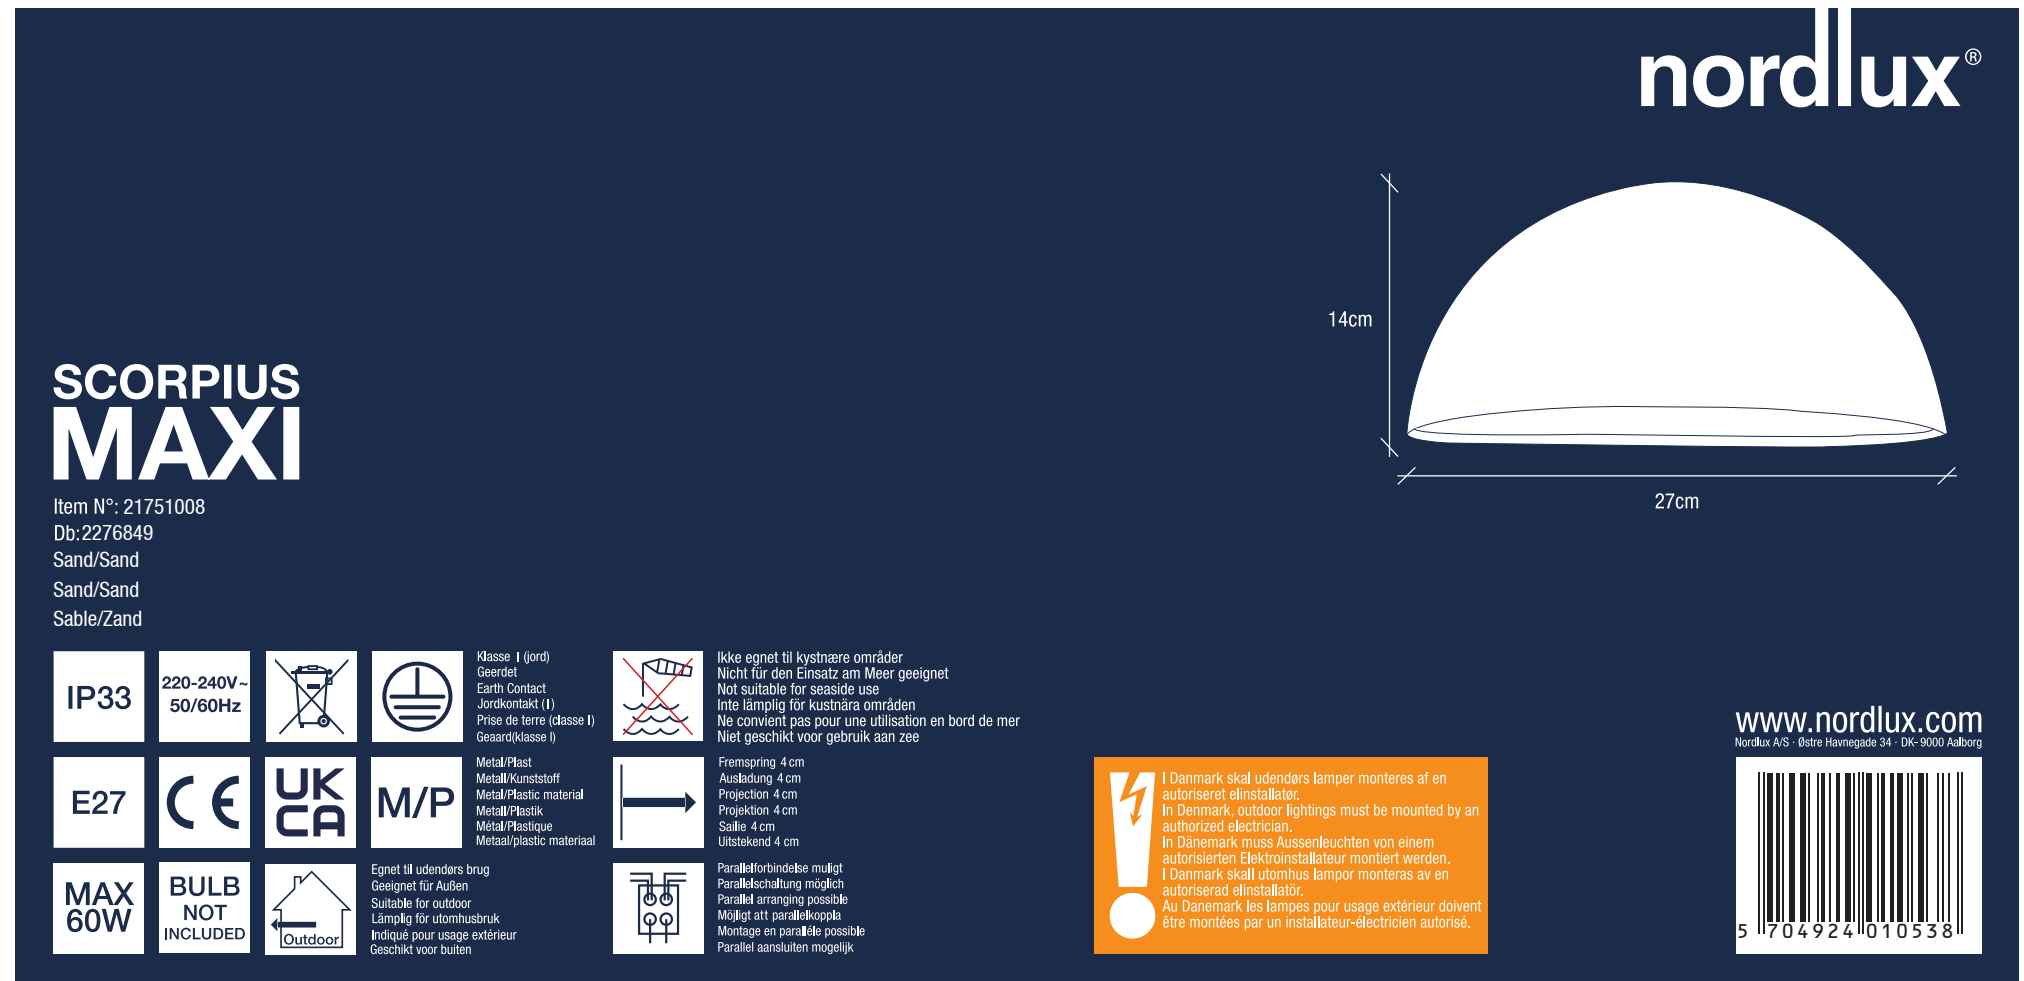 nordlux®
14cm
27cm
SCORPIUS
MAXI
Item N°: 21751008
Db:2276849
Sand/Sand
Sand/Sand
Sable/Zand
IP33
220-240V~
50/60Hz
Klasse I (jord)
Geerdet
Earth Contact
Jordkontakt (I)
Prise de terre (classe I)
Geaard(klasse I)
Ikke egnet til kystnære områder
Nicht für den Einsatz am Meer geeignet
Not suitable for seaside use
Inte lämplig för kustnära områden
Ne convient pas pour une utilisation en bord de mer
Niet geschikt voor gebruik aan zee
E27
CE
UK
CA
M/P
Metal/Plast
Metall/Kunststoff
Metal/Plastic material
Metall/Plastik
Métal/Plastique
Metaal/plastic materiaal
Fremspring 4 cm
Ausladung 4 cm
Projection 4 cm
Projektion 4 cm
Sailie 4 cm
Uitstekend 4 cm
MAX
60W
BULB
NOT
INCLUDED
Outdoor
Egnet til udendørs brug
Geeignet für Außen
Suitable for outdoor
Lämplig för utomhusbruk
Indiqué pour usage extérieur
Geschikt voor buiten
Parallelforbindelse muligt
Parallelschaltung möglich
Parallel arranging possible
Möjligt att parallelkoppla
Montage en paralléle possible
Parallel aansluiten mogelijk
I Danmark skal udendørs lamper monteres af en
autoriseret elinstallatør.
In Denmark, outdoor lightings must be mounted by an
authorized electrician.
In Dänemark muss Aussenleuchten von einem
autorisierten Elektroinstallateur montiert werden.
I Danmark skall utomhus lampor monteras av en
autoriserad elinstallatör.
Au Danemark les lampes pour usage extérieur doivent
être montées par un installateur-électricien autorisé.
www.nordlux.com
Nordlux A/S · Østre Havnegade 34 · DK-9000 Aalborg
5 704924 010538